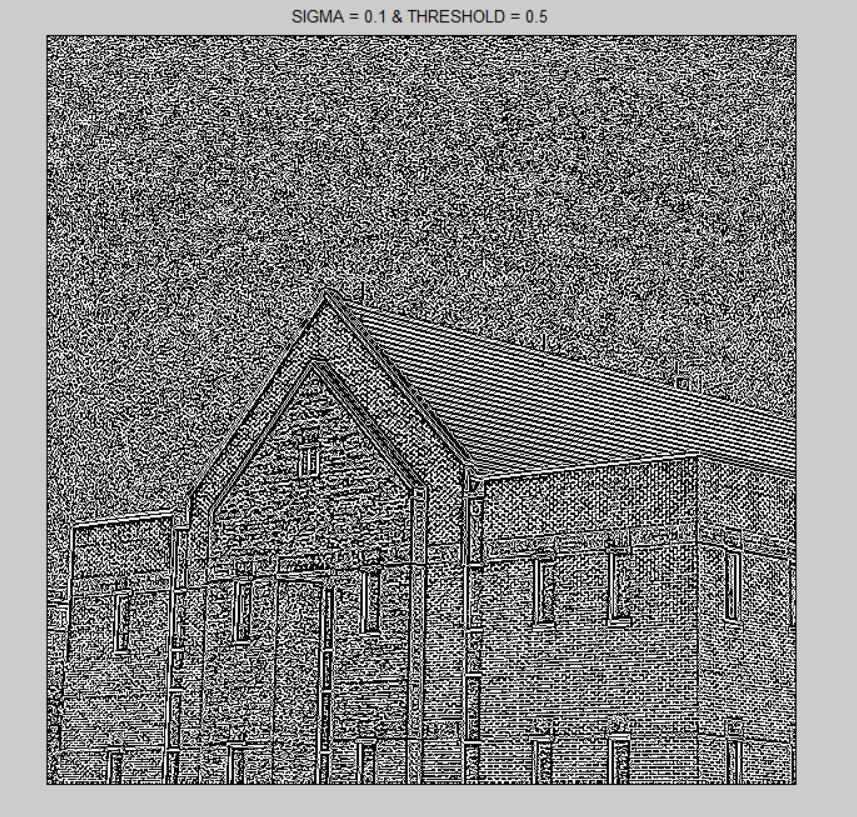 SIGMA = 0.1 & THRESHOLD = 0.5